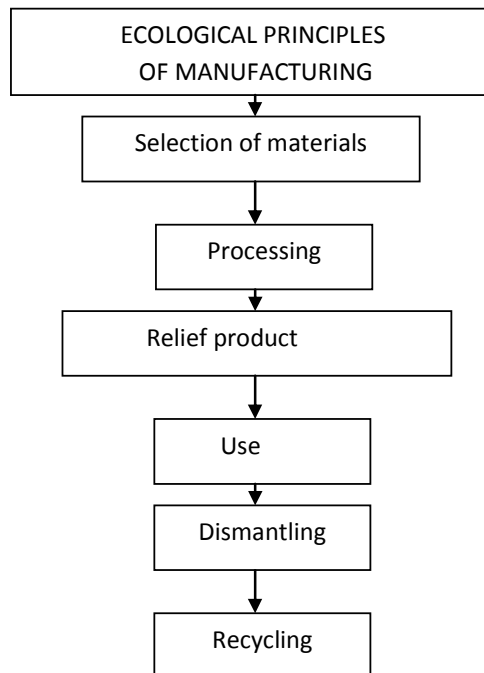 ECOLOGICAL PRINCIPLES
OF MANUFACTURING
Selection of materials
Processing
Relief product
Use
Dismantling
Recycling